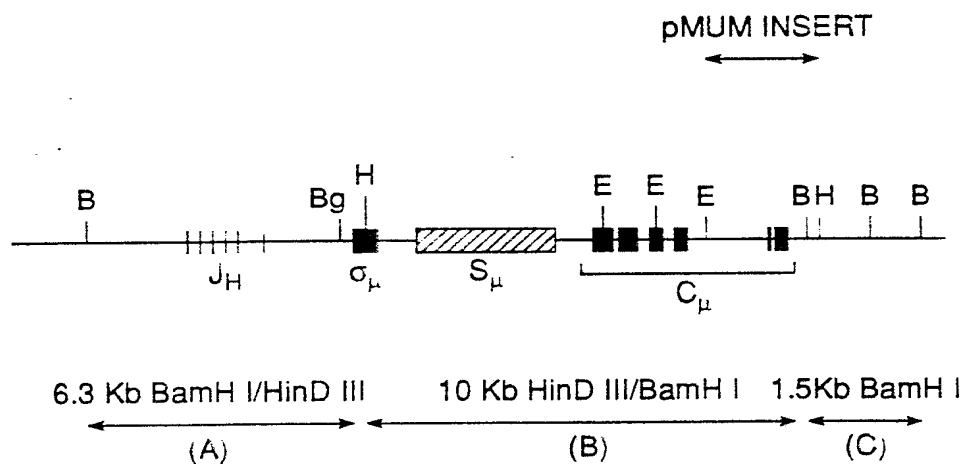 pMUM INSERT
B Bg H E E E B H B B
J_H σ_μ S_μ C_μ
6.3 Kb BamH I/HinD III 10 Kb HinD III/BamH I 1.5Kb BamH I
(A) (B) (C)